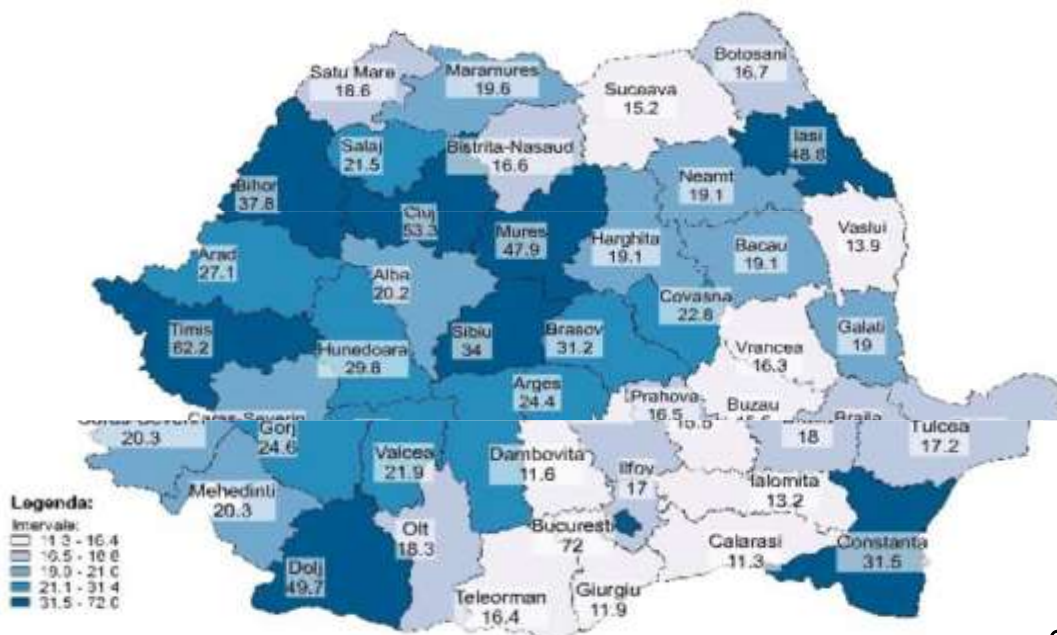 Satu Mare
18.6
Maramures
19.6
Suceava
15.2
Botosani
16.7
Salaj
21.5
Bistrita-Nasaud
16.6
Iasi
48.8
Bihor
37.8
Cluj
53.3
Neamt
19.1
Mures
47.9
Harghita
19.1
Bacau
19.1
Vaslui
13.9
Arad
27.1
Alba
20.2
Covasna
22.8
Timis
62.2
Hunedoara
29.8
Sibiu
34
Brasov
31.2
Vrancea
16.3
Galati
19
Arges
24.4
Prahova
16.5
Buzau
20.3
Gorj
24.6
Valcea
21.9
Dambovita
11.6
Ilfov
17
18
Tulcea
17.2
Mehedinti
20.3
Olt
18.3
Bucuresti
72
Ialomita
13.2
Calarasi
11.3
Constanta
31.5
Dolj
49.7
Teleorman
16.4
Giurgiu
11.9
Legenda:
31.5 - 72.0